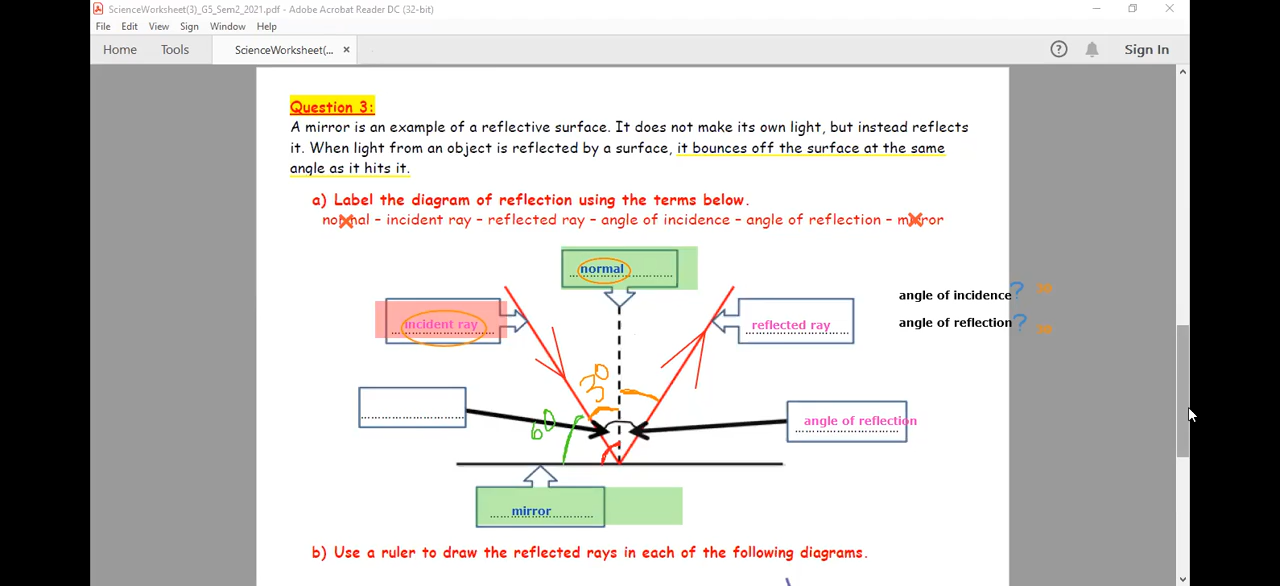 ScienceWorksheet(3)_G5_Sem2_2021.pdf - Adobe Acrobat Reader DC (32-bit)
File Edit View Sign Window Help
Home Tools ScienceWorksheet(... × Sign In
Question 3:
A mirror is an example of a reflective surface. It does not make its own light, but instead reflects
it. When light from an object is reflected by a surface, it bounces off the surface at the same
angle as it hits it.
a) Label the diagram of reflection using the terms below.
normal – incident ray – reflected ray – angle of incidence – angle of reflection – mirror
normal
incident ray
reflected ray
angle of incidence ?
angle of reflection ?
30
60
angle of reflection
mirror
b) Use a ruler to draw the reflected rays in each of the following diagrams.